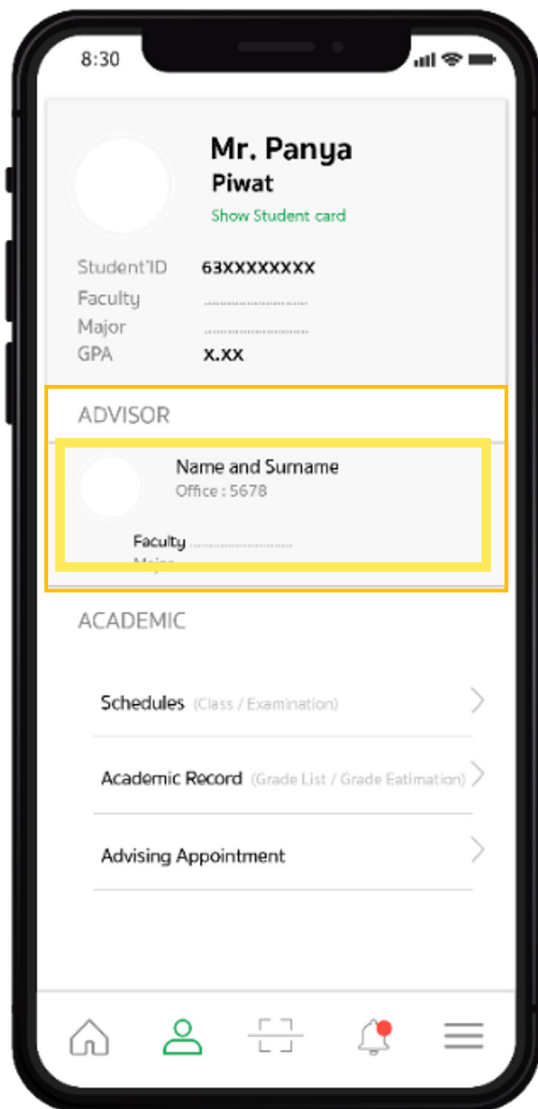 8:30
Mr. Panya
Piwat
Show Student card
Student'ID 63XXXXXXXX
Faculty ............................
Major ............................
GPA X.XX
ADVISOR
Name and Surname
Office : 5678
Faculty ............................
Major
ACADEMIC
Schedules (Class / Examination)
Academic Record (Grade List / Grade Eatimation)
Advising Appointment